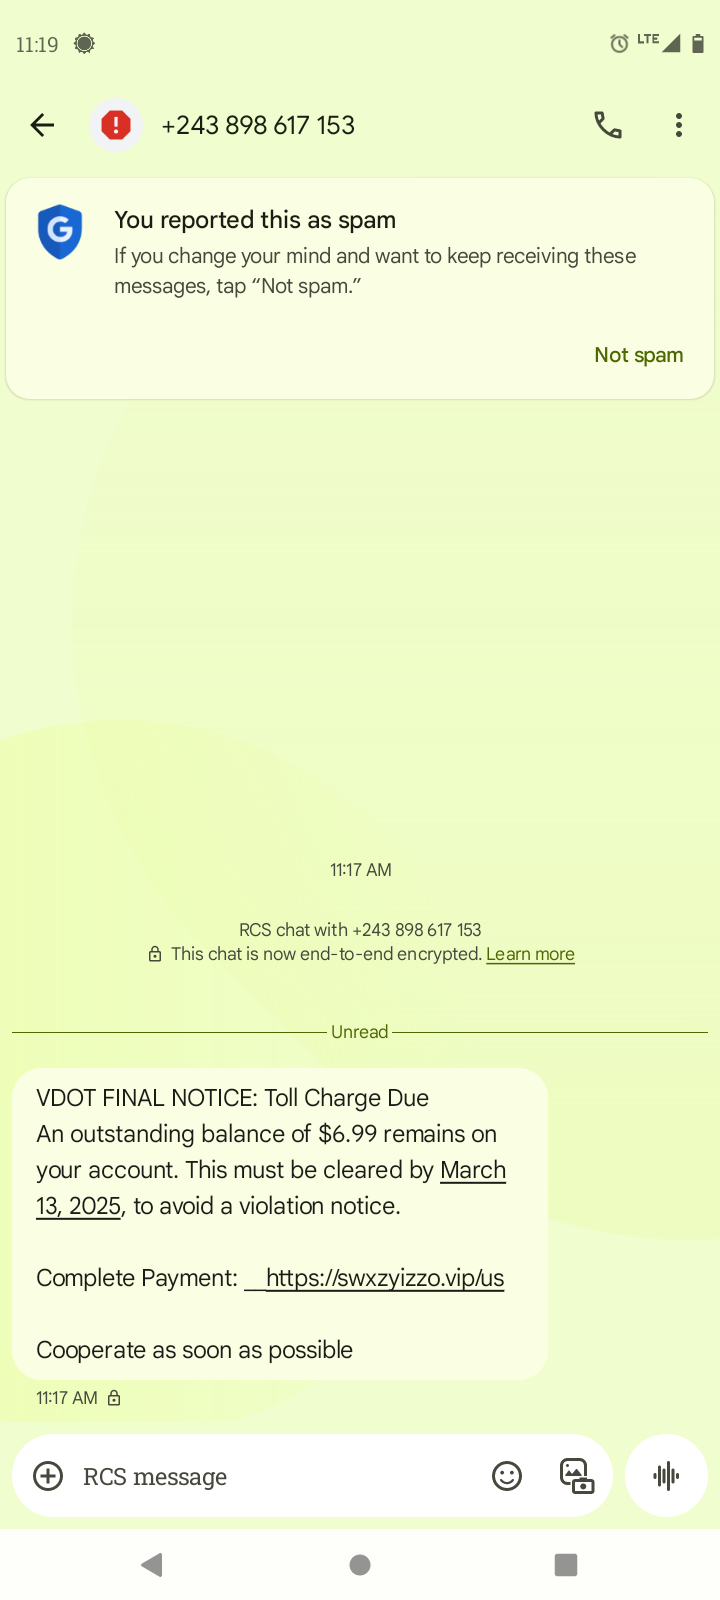 11:19
LTE
+243 898 617 153
G
You reported this as spam
If you change your mind and want to keep receiving these
messages, tap “Not spam.”
Not spam
11:17 AM
RCS chat with +243 898 617 153
This chat is now end-to-end encrypted. Learn more
Unread
VDOT FINAL NOTICE: Toll Charge Due
An outstanding balance of $6.99 remains on
your account. This must be cleared by March
13, 2025, to avoid a violation notice.
Complete Payment: __https://swxzyizzo.vip/us
Cooperate as soon as possible
11:17 AM
RCS message